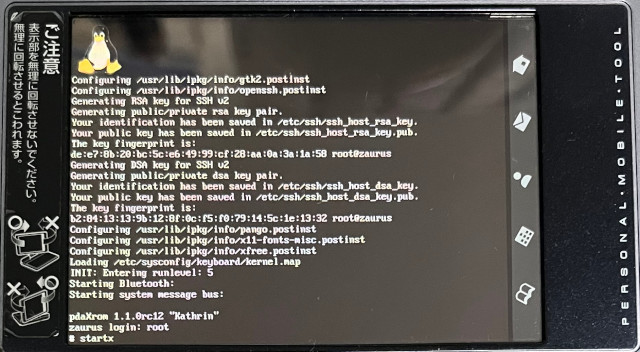 ご注意
表示部を無理に回転させないでください。
無理に回転させるとこわれます。
Configuring /usr/lib/ipkg/info/gtk2.postinst
Configuring /usr/lib/ipkg/info/openssh.postinst
Generating RSA key for SSH v2
Generating public/private rsa key pair.
Your identification has been saved in /etc/ssh/ssh_host_rsa_key.
Your public key has been saved in /etc/ssh/ssh_host_rsa_key.pub.
The key fingerprint is:
de:e7:8b:20:bc:5c:e6:49:99:cf:28:aa:0a:3a:1a:58 root@zaurus
Generating DSA key for SSH v2
Generating public/private dsa key pair.
Your identification has been saved in /etc/ssh/ssh_host_dsa_key.
Your public key has been saved in /etc/ssh/ssh_host_dsa_key.pub.
The key fingerprint is:
b2:84:13:13:9b:12:8f:0c:f5:f0:79:14:5c:1e:13:32 root@zaurus
Configuring /usr/lib/ipkg/info/pango.postinst
Configuring /usr/lib/ipkg/info/x11-fonts-misc.postinst
Configuring /usr/lib/ipkg/info/xfree.postinst
Loading /etc/sysconfig/keyboard/kernel.map
INIT: Entering runlevel: 5
Starting Bluetooth:
Starting system message bus:
pdaXrom 1.1.0rc12 "Kathrin"
zaurus login: root
# startx
PERSONAL•MOBILE•TOOL